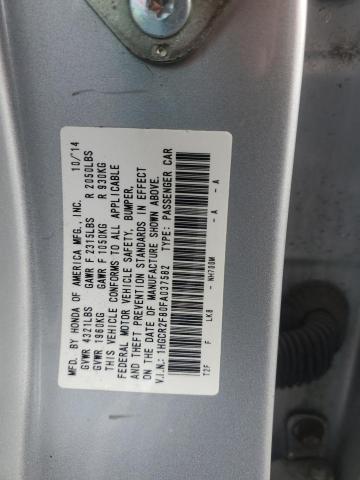 MFD. BY HONDA OF AMERICA MFG., INC. 10/'14
GVWR 4321LBS GAWR F 2315LBS R 2050LBS
GVWR 1960KG GAWR F 1050KG R 930KG
THIS VEHICLE CONFORMS TO ALL APPLICABLE
FEDERAL MOTOR VEHICLE SAFETY, BUMPER,
AND THEFT PREVENTION STANDARDS IN EFFECT
ON THE DATE OF MANUFACTURE SHOWN ABOVE.
V.I.N.: 1HGCR2F80FA037582 TYPE: PASSENGER CAR
F LK8 NH700M - A
T2F - A